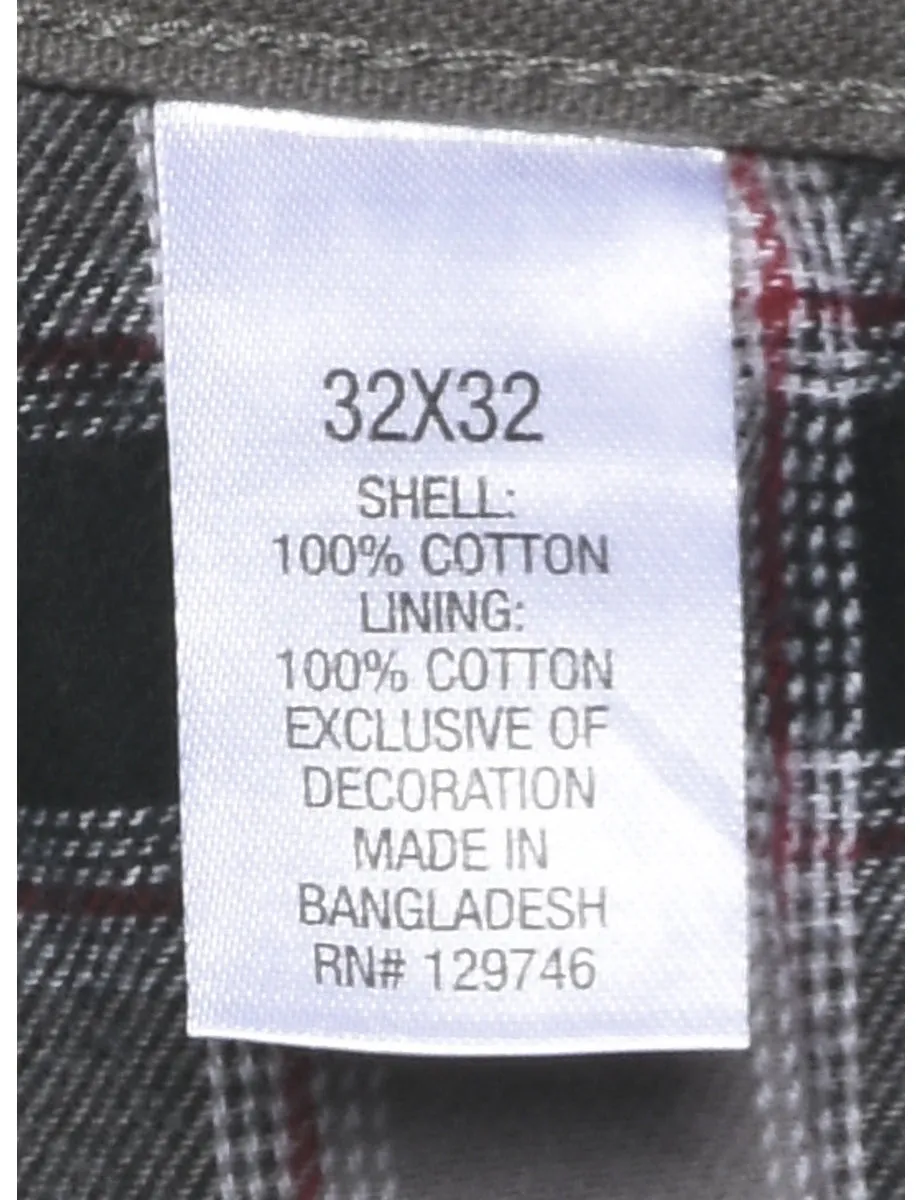 32X32
SHELL:
100% COTTON
LINING:
100% COTTON
EXCLUSIVE OF
DECORATION
MADE IN
BANGLADESH
RN# 129746